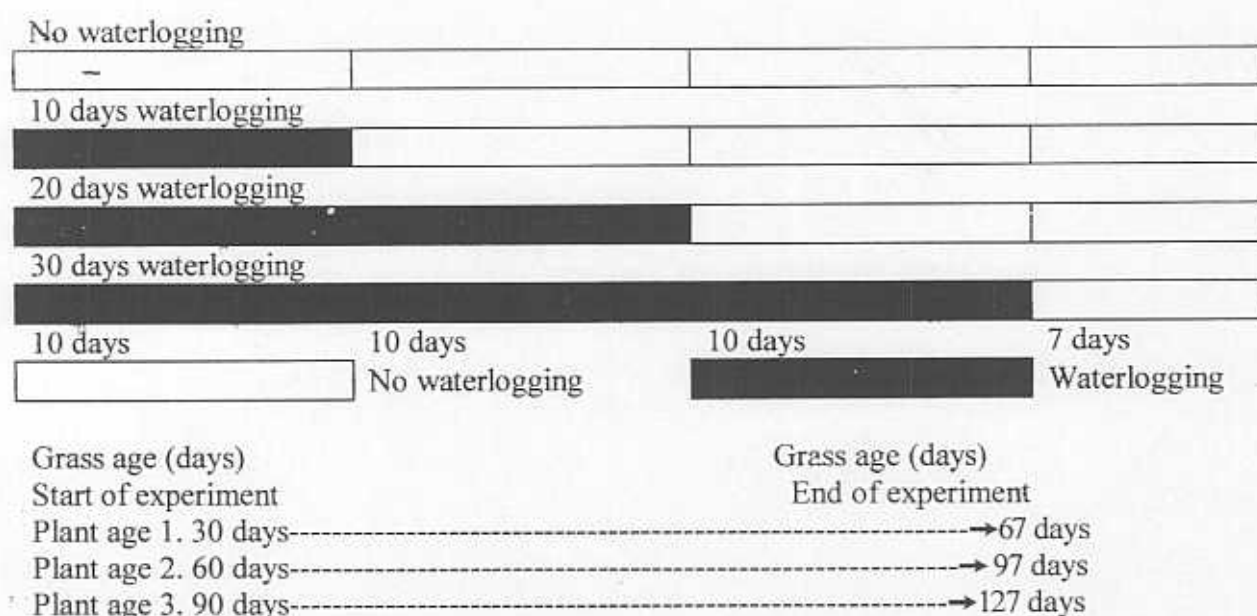 No waterlogging
10 days waterlogging
20 days waterlogging
30 days waterlogging
10 days 10 days 10 days 7 days
No waterlogging Waterlogging
Grass age (days) Grass age (days)
Start of experiment End of experiment
Plant age 1. 30 days 67 days
Plant age 2. 60 days 97 days
Plant age 3. 90 days 127 days